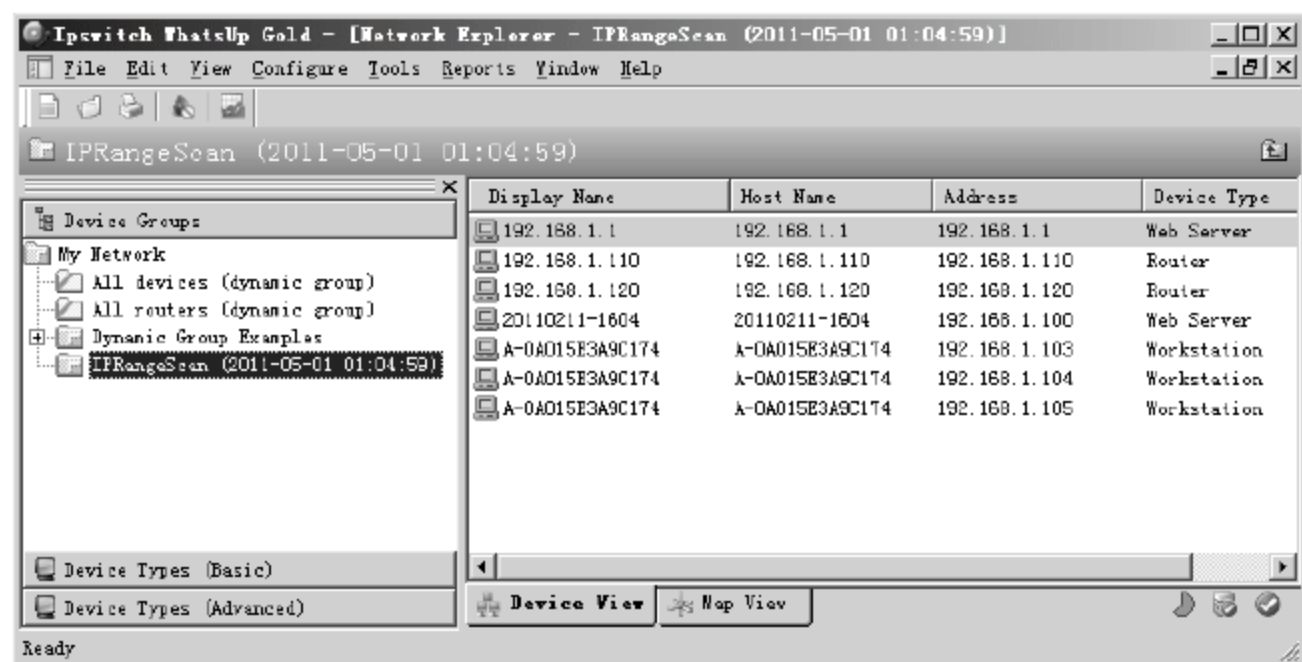 Ipswitch WhatsUp Gold - [Network Explorer - IPRangeScan (2011-05-01 01:04:59)]
File Edit View Configure Tools Reports Window Help
IPRangeScan (2011-05-01 01:04:59)
Device Groups
My Network
All devices (dynamic group)
All routers (dynamic group)
Dynamic Group Examples
IPRangeScan (2011-05-01 01:04:59)
Device Types (Basic)
Device Types (Advanced)
Display Name Host Name Address Device Type
192.168.1.1 192.168.1.1 192.168.1.1 Web Server
192.168.1.110 192.168.1.110 192.168.1.110 Router
192.168.1.120 192.168.1.120 192.168.1.120 Router
20110211-1604 20110211-1604 192.168.1.100 Web Server
A-0A015E3A9C174 A-0A015E3A9C174 192.168.1.103 Workstation
A-0A015E3A9C174 A-0A015E3A9C174 192.168.1.104 Workstation
A-0A015E3A9C174 A-0A015E3A9C174 192.168.1.105 Workstation
Device View Map View
Ready